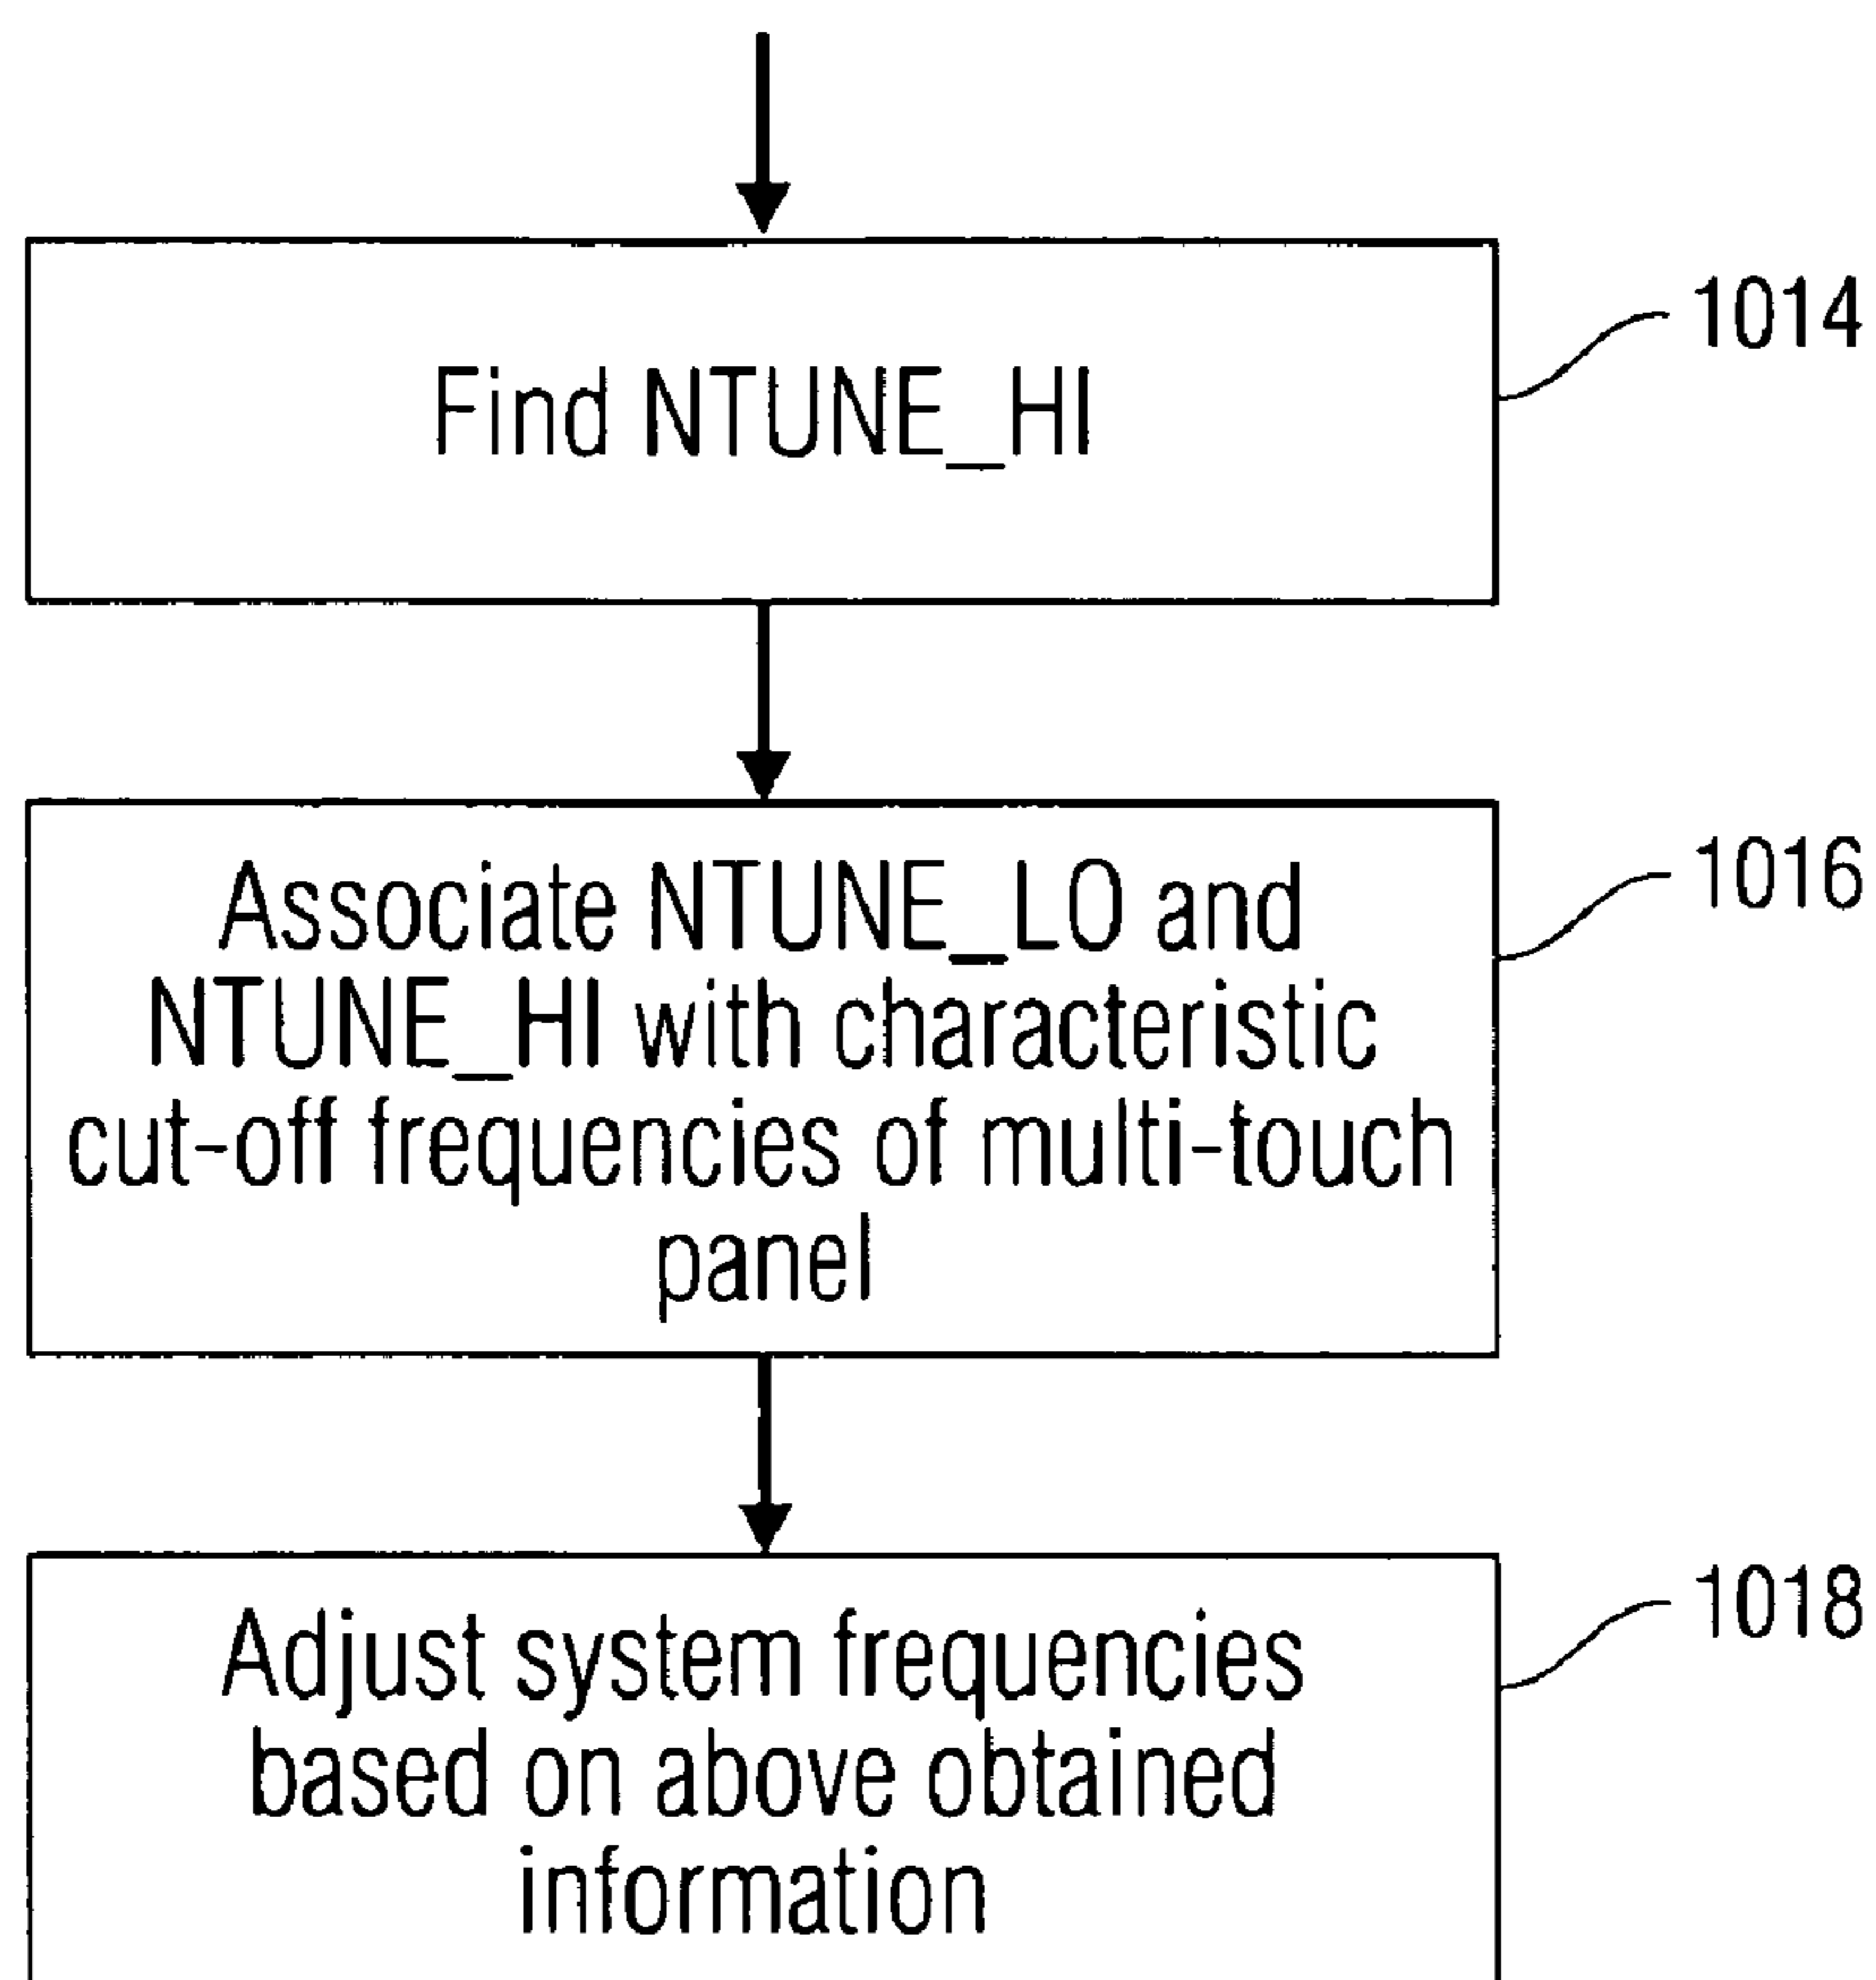 1014
Find NTUNE_HI
1016
Associate NTUNE_LO and
NTUNE_HI with characteristic
cut-off frequencies of multi-touch
panel
1018
Adjust system frequencies
based on above obtained
information